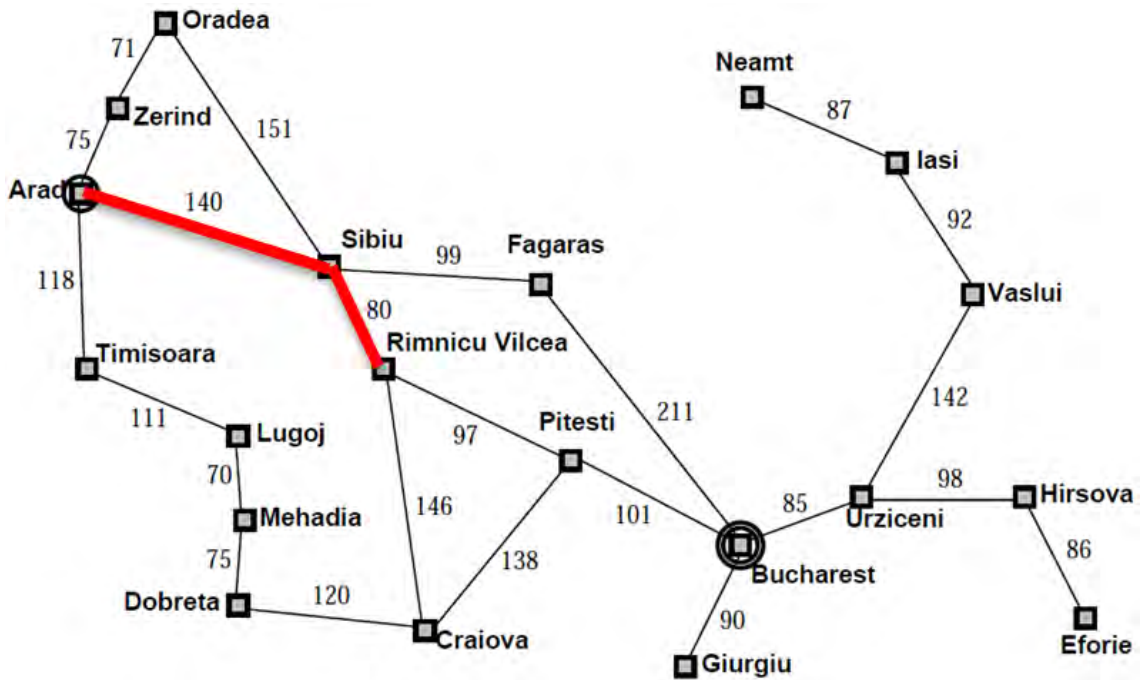 Oradea
71
Neamt
87
Zerind
151
75
Iasi
Arad
140
92
Sibiu
99
Fagaras
118
80
Vaslui
Rimnicu Vilcea
Timisoara
142
111
97
Pitesti
211
Lugoj
70
98
Hirsova
146
101
85
Urziceni
Mehadia
138
86
75
Bucharest
Dobreta
120
90
Craiova
Eforie
Giurgiu